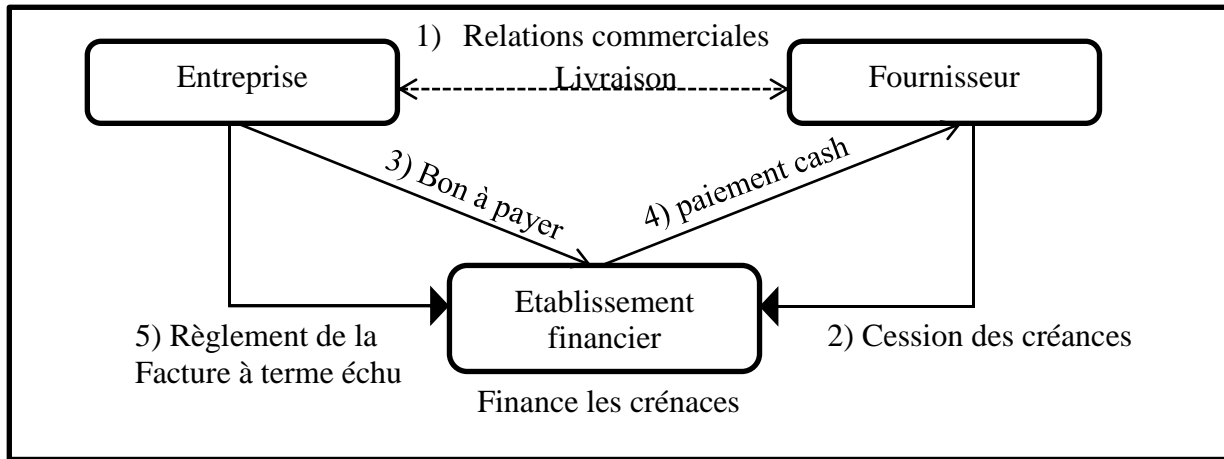 1) Relations commerciales
Entreprise
Livraison
Fournisseur
3) Bon à payer
4) paiement cash
Etablissement
financier
5) Règlement de la
Facture à terme échu
2) Cession des créances
Finance les crénaces